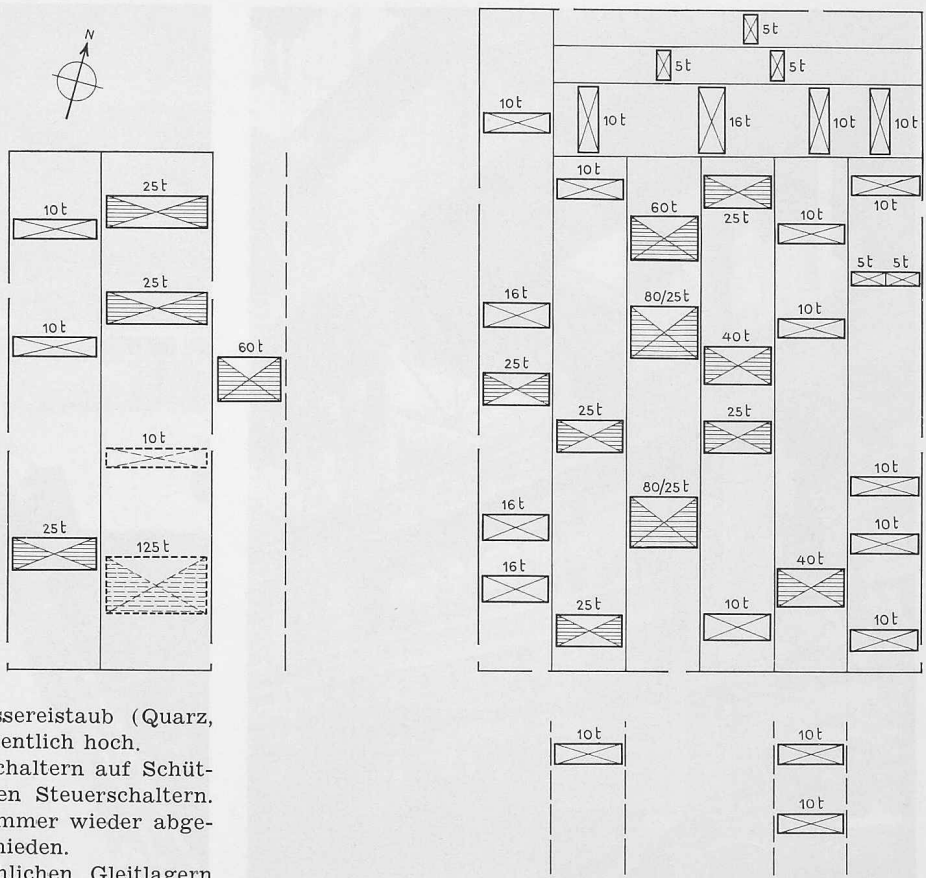 N
5t
5t
5t
10t
10t
16t
10t
10t
25t
10t
25t
10t
60t
10t
10t
25t
5t 5t
16t
80/25t
10t
25t
10t
40t
60t
25t
25t
25t
10t
80/25t
10t
16t
10t
25t
125t
16t
40t
25t
10t
10t
ssereistaub (Quarz,
entlich hoch.
chaltern auf Schüt-
en Steuerschaltern.
mmer wieder abge-
nieden.
nlichen Gleitlagern
10t
10t
10t